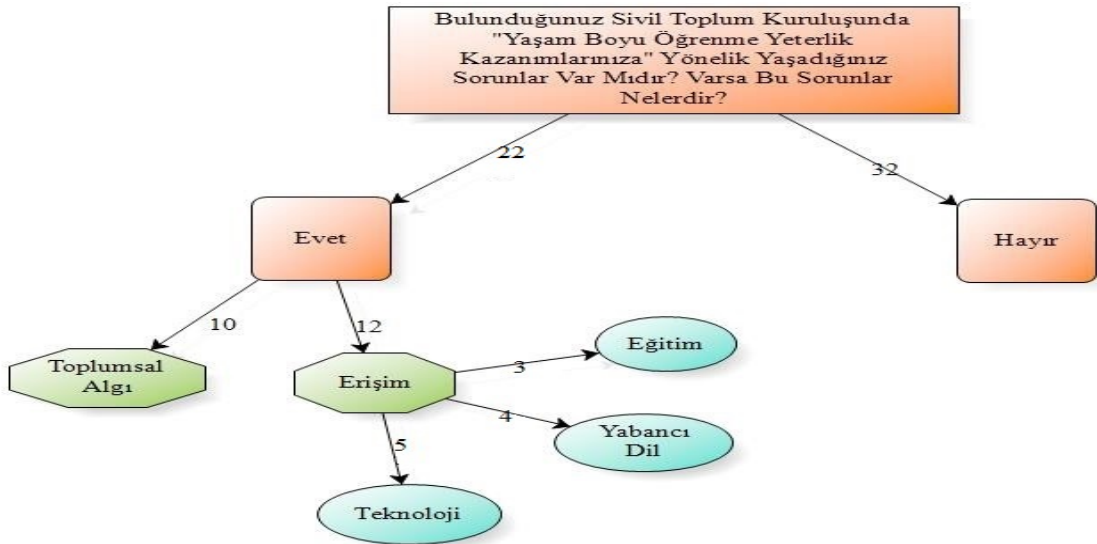 Bulunduğunuz Sivil Toplum Kuruluşunda
"Yaşam Boyu Öğrenme Yeterlik
Kazanımlarınıza" Yönelik Yaşadığınız
Sorunlar Var Mıdır? Varsa Bu Sorunlar
Nelerdir?
22
32
Evet
Hayır
10
12
Toplumsal
Algı
Erişim
3
Eğitim
4
Yabancı
Dil
5
Teknoloji